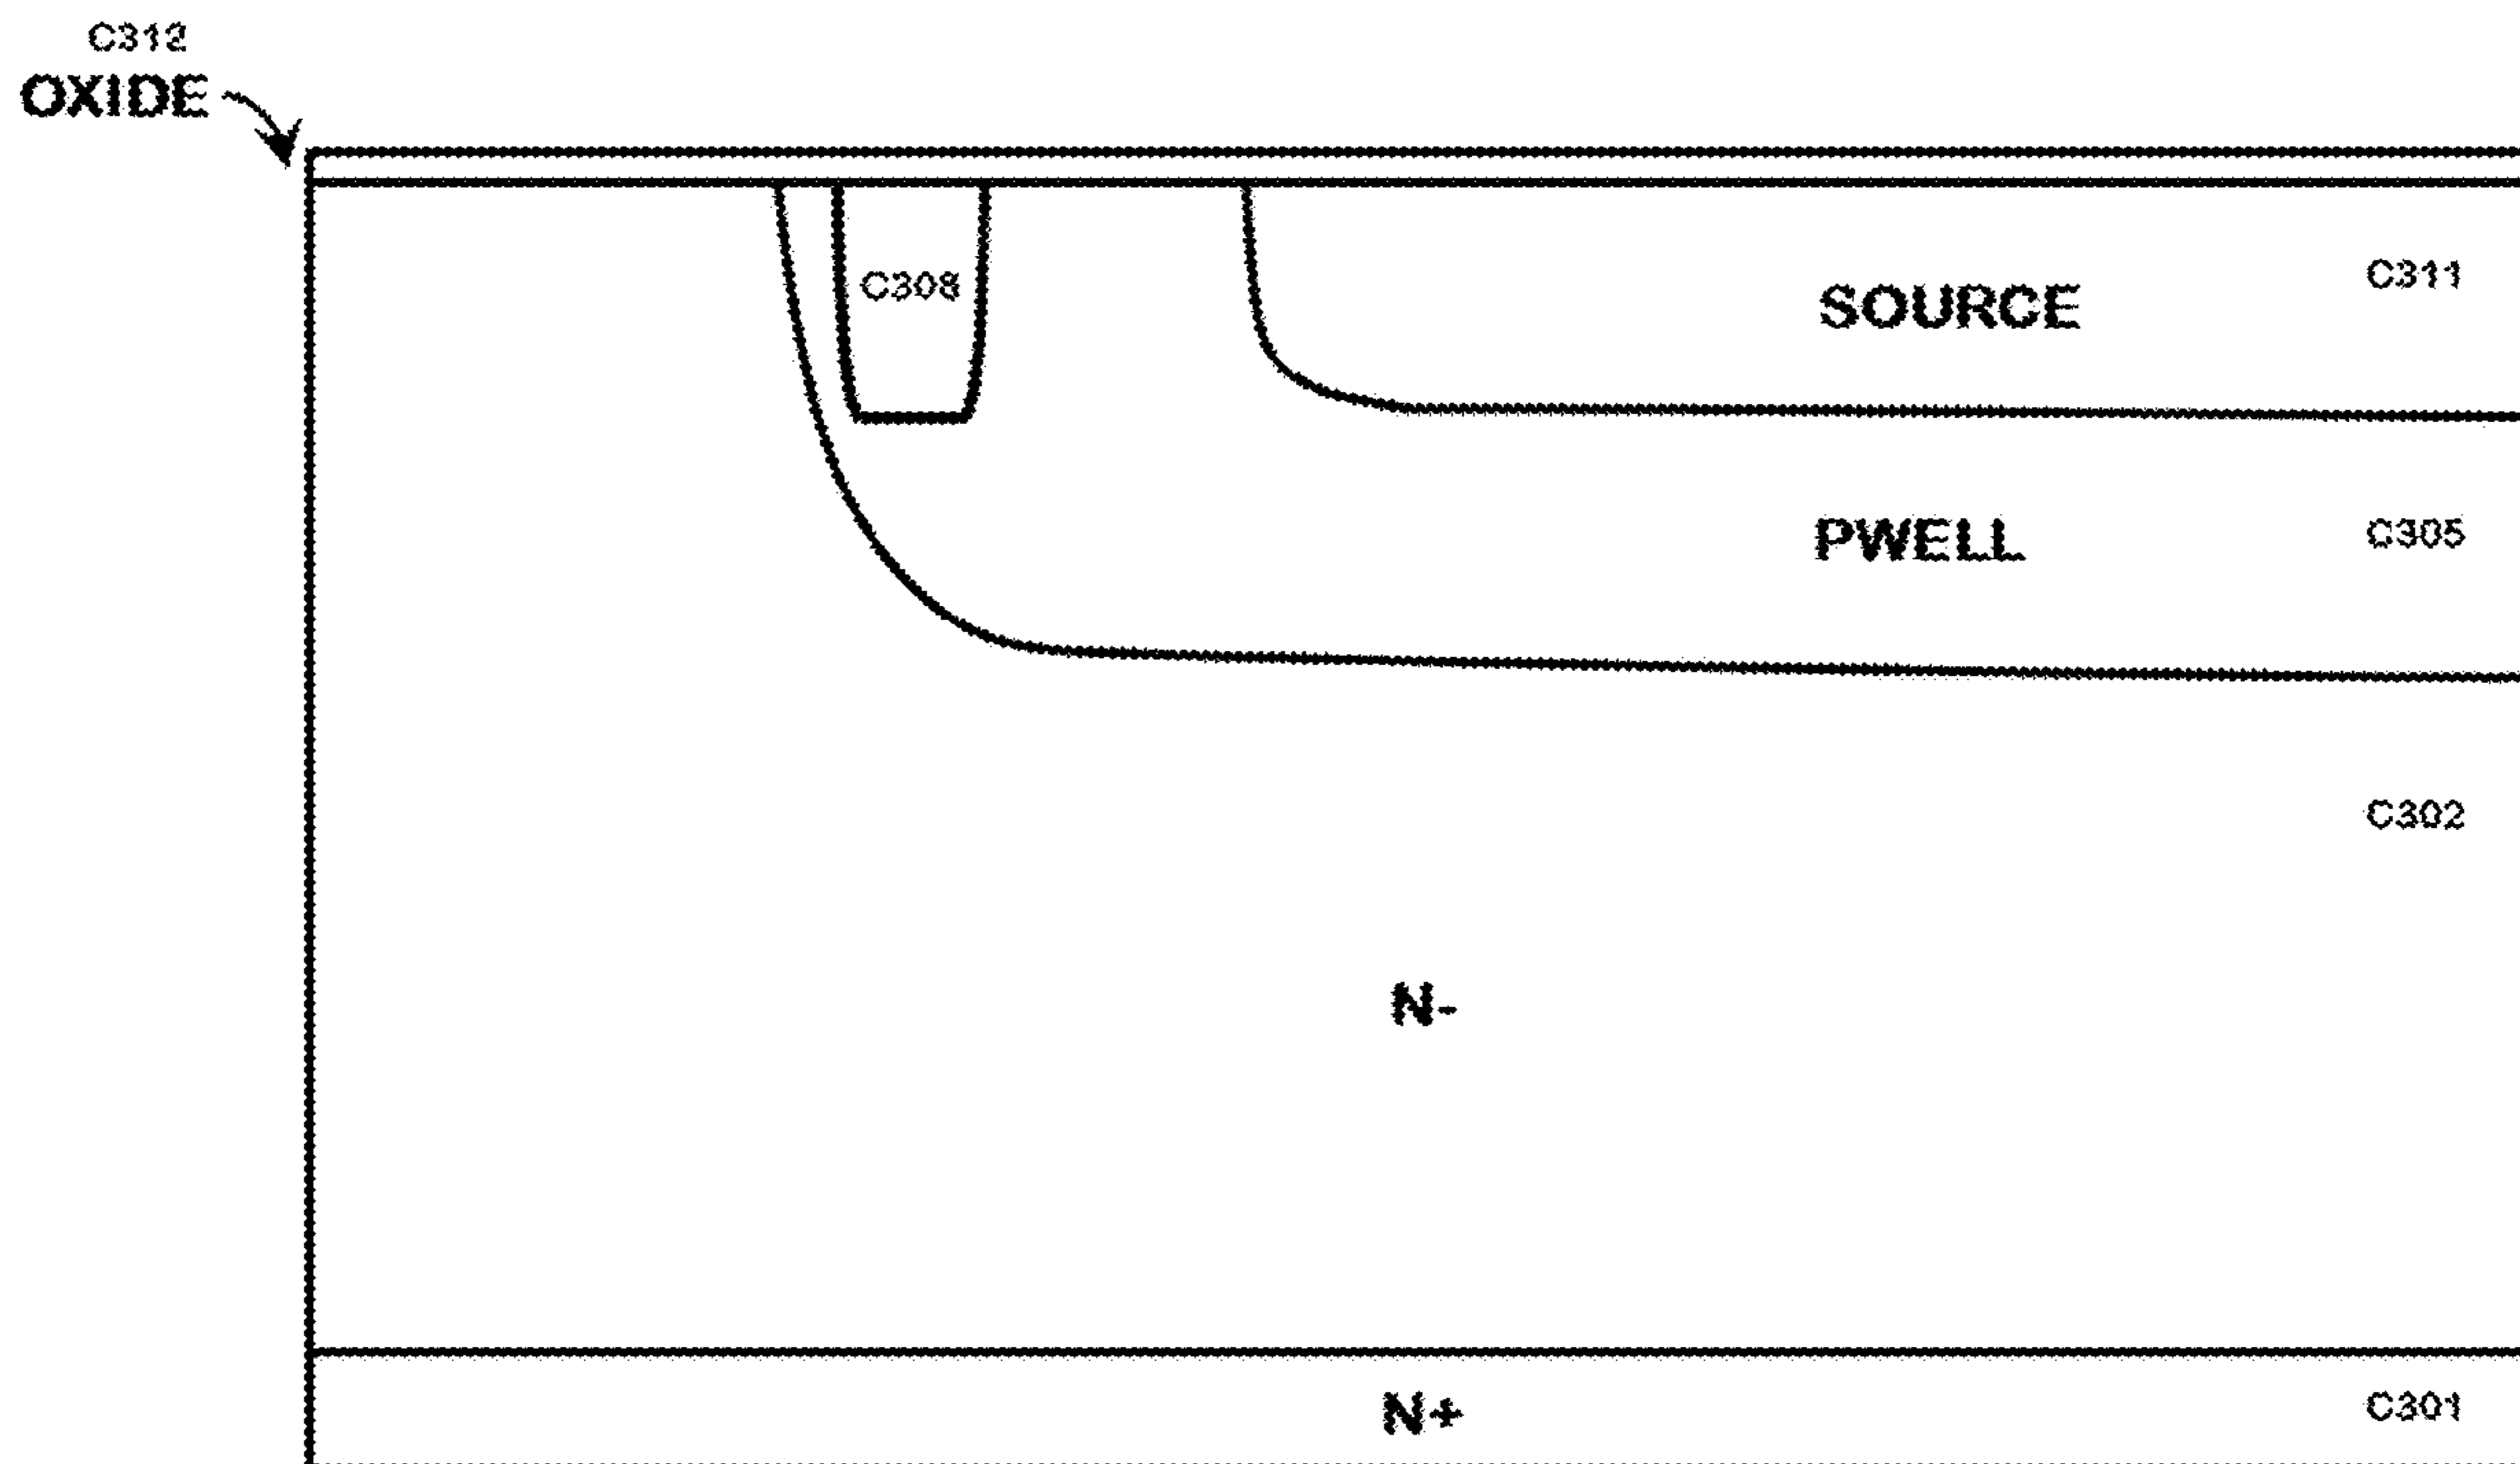 C312
OXIDE
C308
SOURCE
C311
PWELL
C305
C302
N-
N+
C301